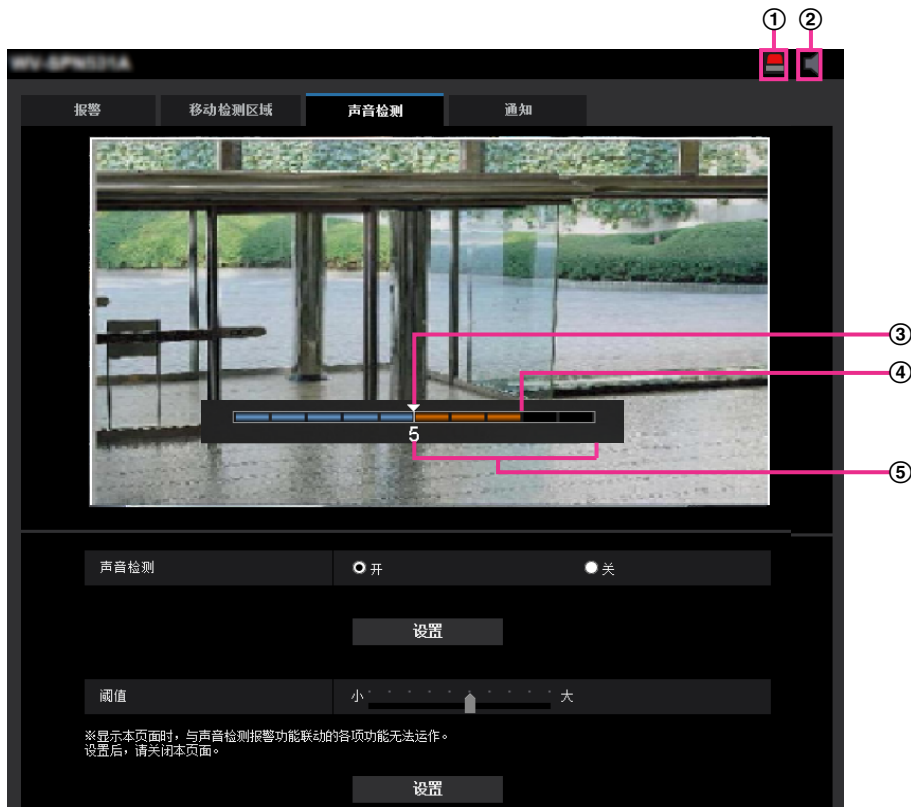 ① ②
WV-SPN531A
报警 移动检测区域 声音检测 通知
③
④
5
⑤
声音检测 开 关
设置
阈值 小 大
※显示本页面时，与声音检测报警功能联动的各项功能无法运作。
设置后，请关闭本页面。
设置